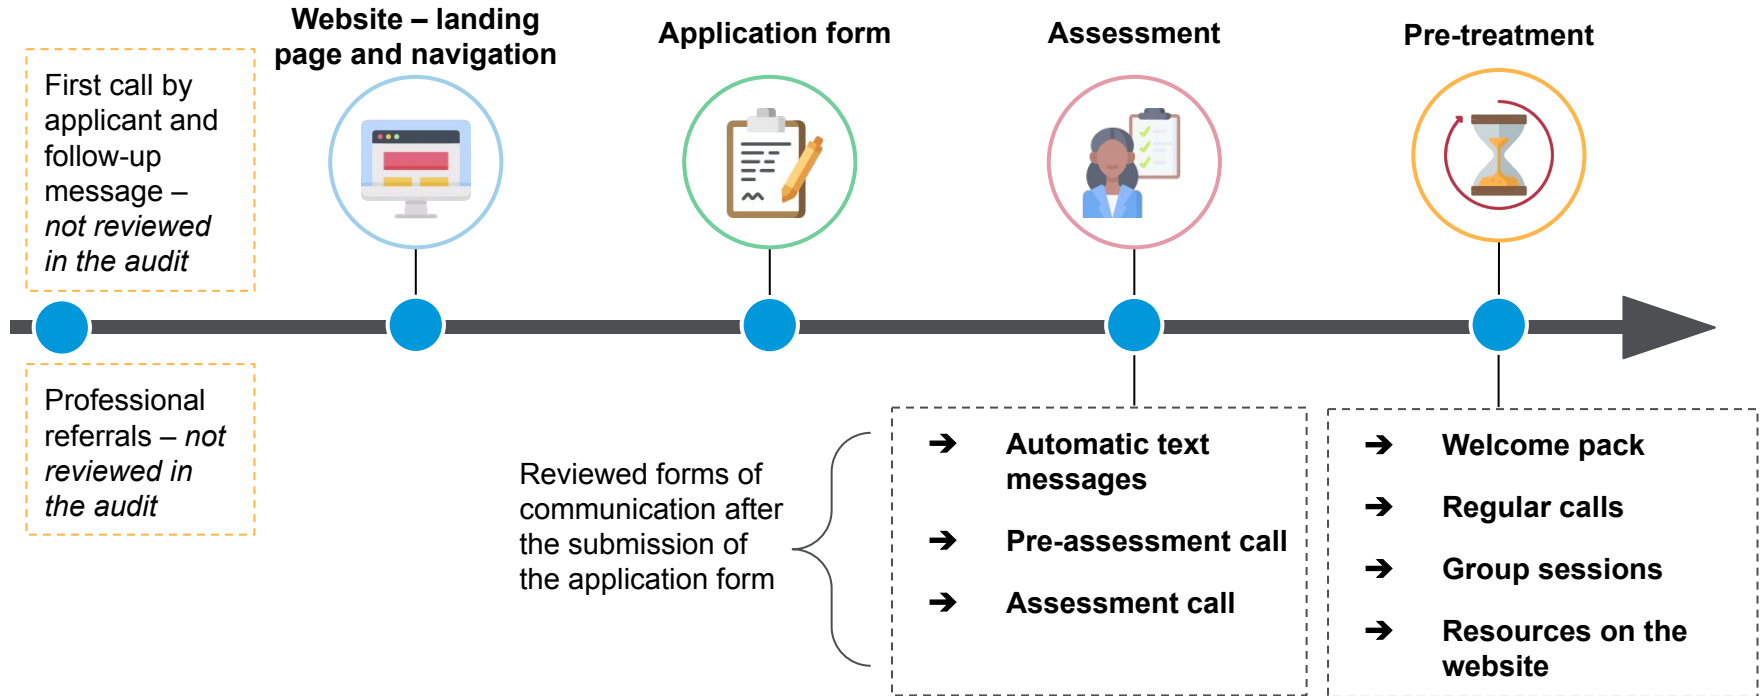 First call by
applicant and
follow-up
message –
not reviewed
in the audit
Professional
referrals – not
reviewed in
the audit
Website – landing
page and navigation
Application form
Assessment
Pre-treatment
Reviewed forms of
communication after
the submission of
the application form
➔ Automatic text
messages
➔ Pre-assessment call
➔ Assessment call
➔ Welcome pack
➔ Regular calls
➔ Group sessions
➔ Resources on the
website